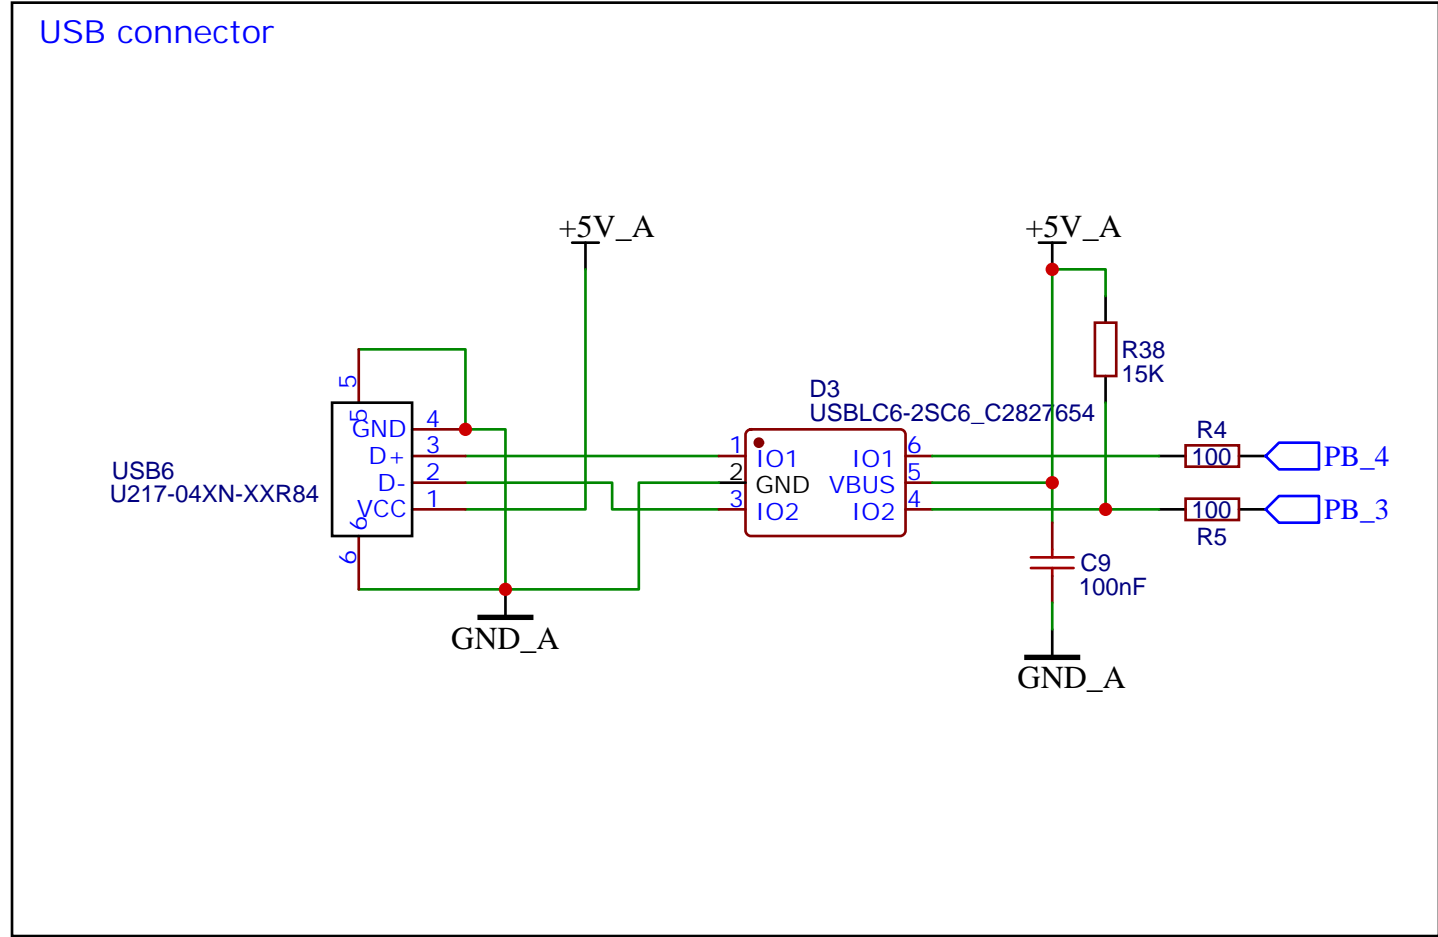 USB connector
+5V_A
+5V_A
R38
15K
D3
USBLC6-2SC6_C2827654
USB6
U217-04XN-XXR84
5
5
GND
4
D+
3
D-
2
VCC
1
6
6
1
IO1
2
GND
3
IO2
IO1
6
VBUS
5
IO2
4
R4
100
PB_4
100
R5
PB_3
C9
100nF
GND_A
GND_A